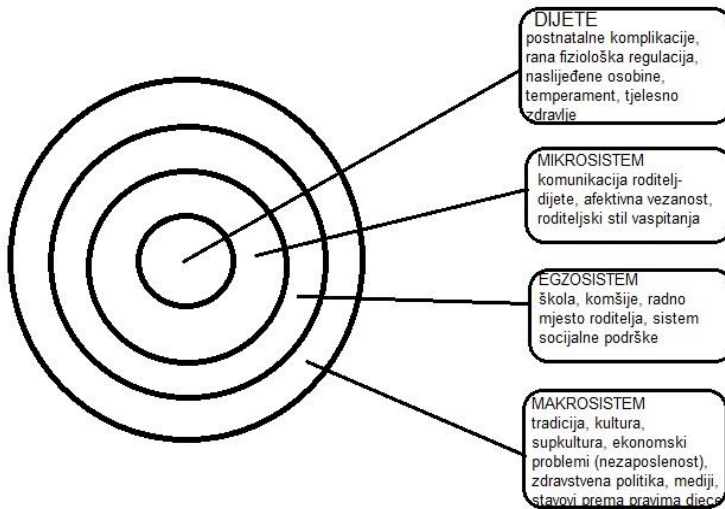 DIJETE
postnatalne komplikacije,
rana fiziološka regulacija,
naslijeđene osobine,
temperament, tjelesno
zdravlje
MIKROSISTEM
komunikacija roditelj-
dijete, afektivna vezanost,
roditeljski stil vaspitanja
EGZOSISTEM
škola, komšije, radno
mjesto roditelja, sistem
socijalne podrške
MAKROSISTEM
tradicija, kultura,
supkultura, ekonomski
problemi (nezaposlenost),
zdravstvena politika, mediji,
stavovi prema pravima djece